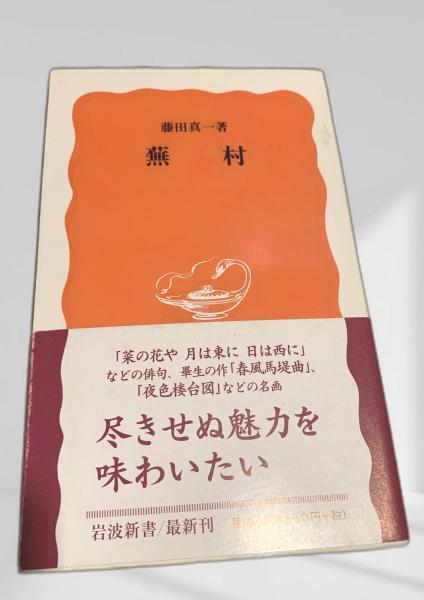 藤田真一著
蕪村
「菜の花や 月は東に 日は西に」
などの俳句、畢生の作「春風馬堤曲」、
「夜色楼台図」などの名画
尽きせぬ魅力を
味わいたい
岩波新書/最新刊
円+税)